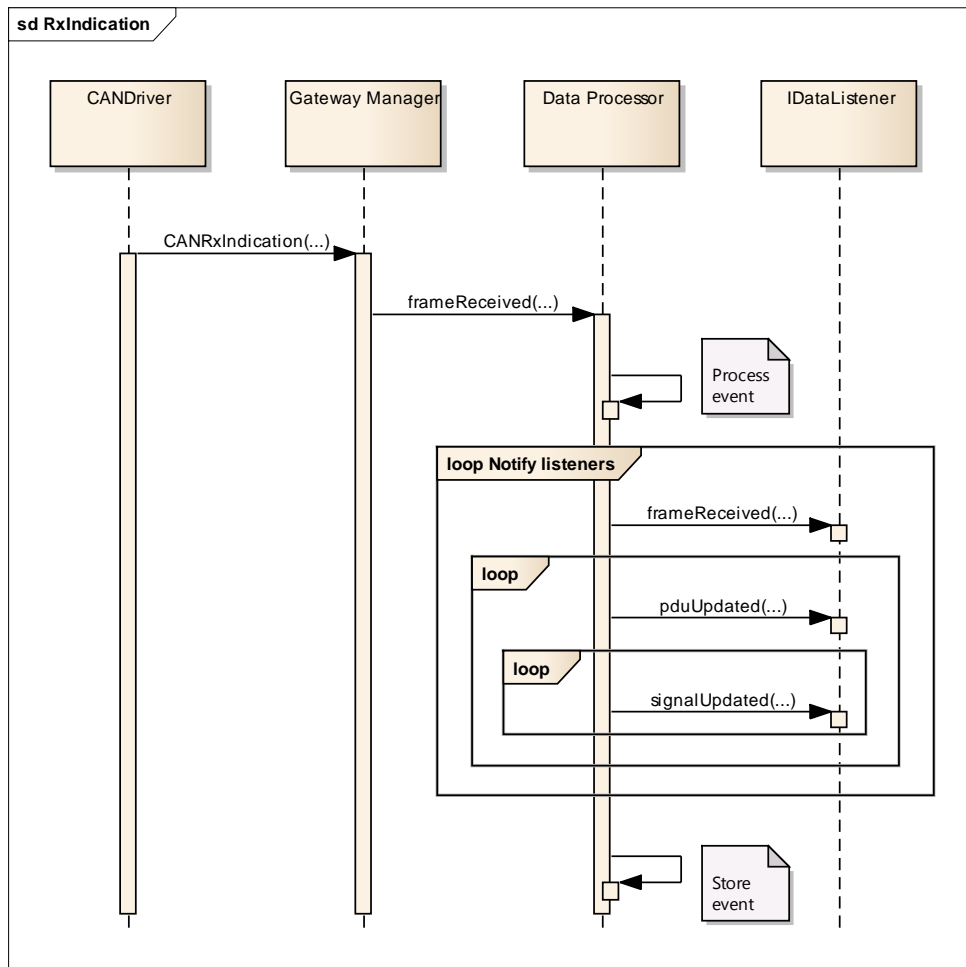 sd RxIndication
CANDriver
Gateway Manager
Data Processor
IDataListener
CANRxIndication(...)
frameReceived(...)
Process
event
loop Notify listeners
frameReceived(...)
loop
pduUpdated(...)
loop
signalUpdated(...)
Store
event